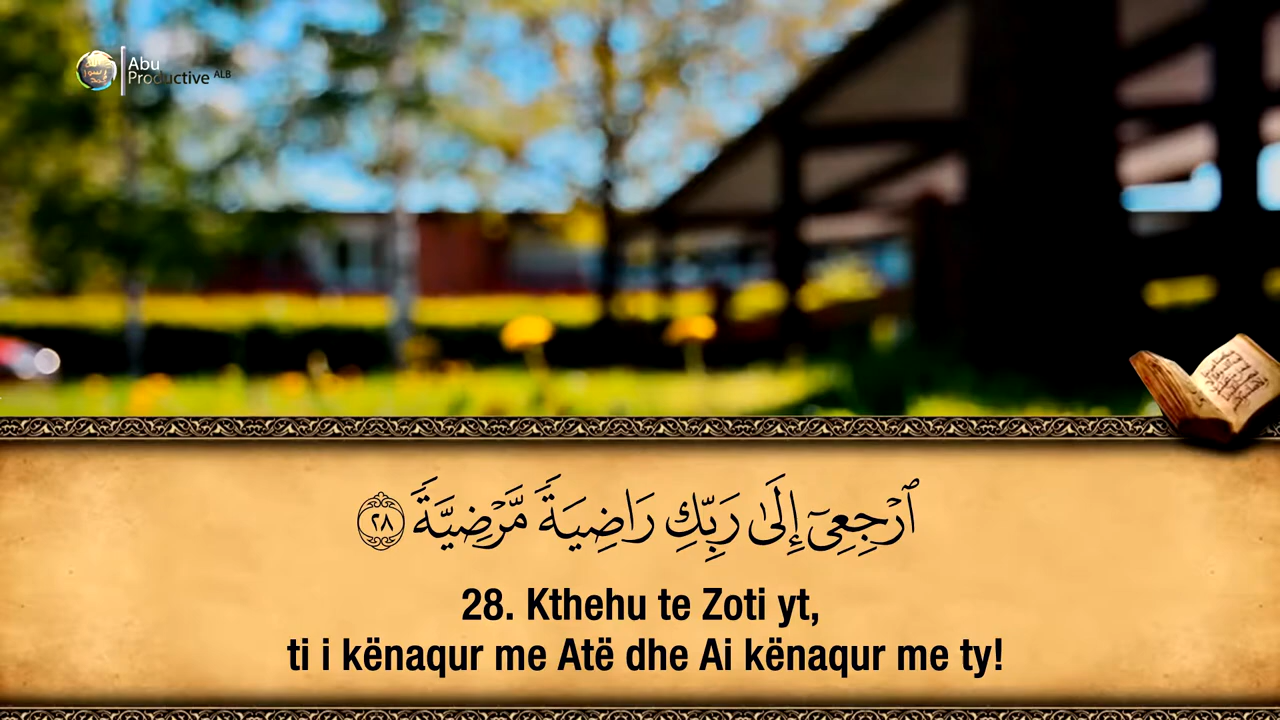 Abu
Productive ALB
ٱرْجِعِىٓ إِلَىٰ رَبِّكِ رَاضِيَةً مَّرْضِيَّةً ٢٨
28. Kthehu te Zoti yt,
ti i kënaqur me Atë dhe Ai kënaqur me ty!